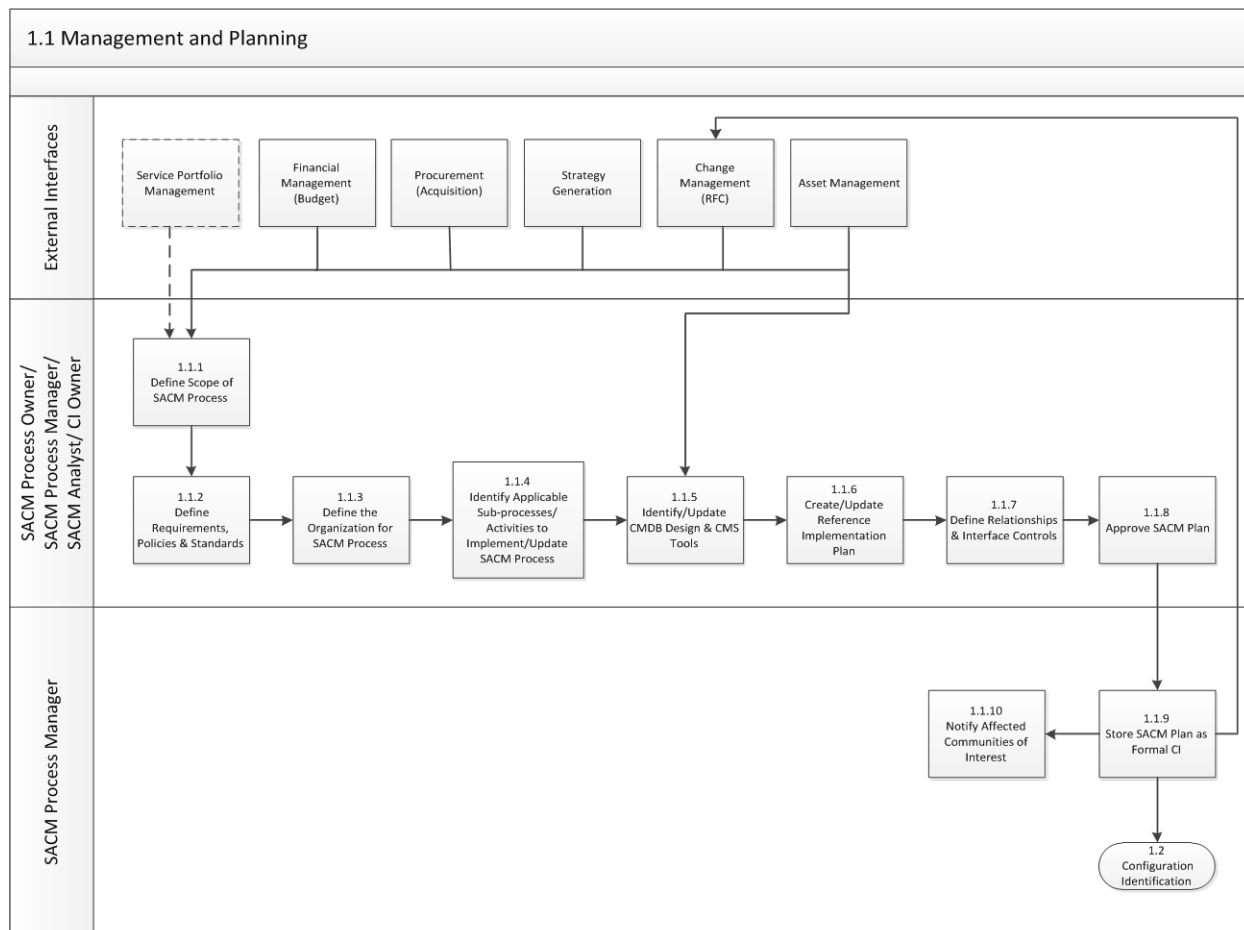 1.1 Management and Planning
External Interfaces
Service Portfolio
Management
Financial
Management
(Budget)
Procurement
(Acquisition)
Strategy
Generation
Change
Management
(RFC)
Asset Management
SACM Process Owner/
SACM Process Manager/
SACM Analyst/ CI Owner
1.1.1
Define Scope of
SACM Process
1.1.2
Define
Requirements,
Policies & Standards
1.1.3
Define the
Organization for
SACM Process
1.1.4
Identify Applicable
Sub-processes/
Activities to
Implement/Update
SACM Process
1.1.5
Identify/Update
CMDB Design & CMS
Tools
1.1.6
Create/Update
Reference
Implementation
Plan
1.1.7
Define Relationships
& Interface Controls
1.1.8
Approve SACM Plan
SACM Process Manager
1.1.10
Notify Affected
Communities of
Interest
1.1.9
Store SACM Plan as
Formal CI
1.2
Configuration
Identification